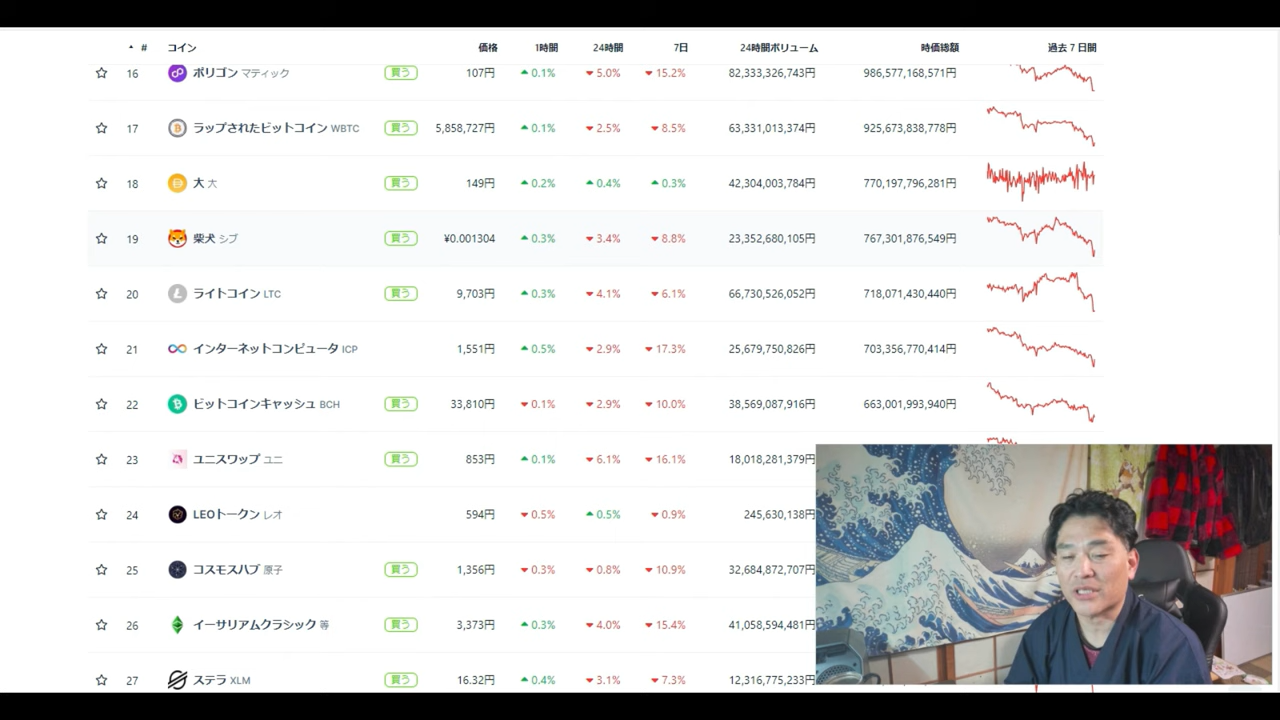 # コイン 価格 1時間 24時間 7日 24時間ボリューム 時価総額 過去 7 日間
16 ポリゴン マティック 買う 107円 0.1% 5.0% 15.2% 82,333,326,743円 986,577,168,571円
17 ラップされたビットコイン WBTC 買う 5,858,727円 0.1% 2.5% 8.5% 63,331,013,374円 925,673,838,778円
18 大 大 買う 149円 0.2% 0.4% 0.3% 42,304,003,784円 770,197,796,281円
19 柴犬 シブ 買う ¥0.001304 0.3% 3.4% 8.8% 23,352,680,105円 767,301,876,549円
20 ライトコイン LTC 買う 9,703円 0.3% 4.1% 6.1% 66,730,526,052円 718,071,430,440円
21 インターネットコンピュータ ICP 1,551円 0.5% 2.9% 17.3% 25,679,750,826円 703,356,770,414円
22 ビットコインキャッシュ BCH 買う 33,810円 0.1% 2.9% 10.0% 38,569,087,916円 663,001,993,940円
23 ユニスワップ ユニ 買う 853円 0.1% 6.1% 16.1% 18,018,281,379円
24 LEOトークン レオ 594円 0.5% 0.5% 0.9% 245,630,138円
25 コスモスハブ 原子 買う 1,356円 0.3% 0.8% 10.9% 32,684,872,707円
26 イーサリアムクラシック 等 買う 3,373円 0.3% 4.0% 15.4% 41,058,594,481円
27 ステラ XLM 買う 16.32円 0.4% 3.1% 7.3% 12,316,775,233円